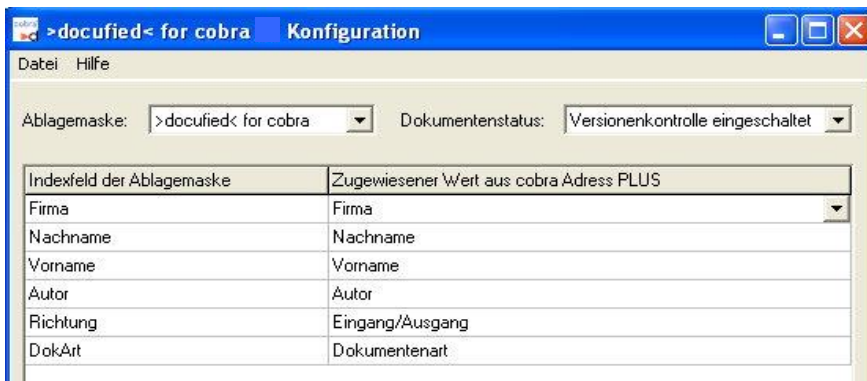 cobra >docufied< for cobra Konfiguration
Datei Hilfe
Ablagemaske: >docufied< for cobra Dokumentenstatus: Versionenkontrolle eingeschaltet
Indexfeld der Ablagemaske Zugewiesener Wert aus cobra Adress PLUS
Firma Firma
Nachname Nachname
Vorname Vorname
Autor Autor
Richtung Eingang/Ausgang
DokArt Dokumentenart